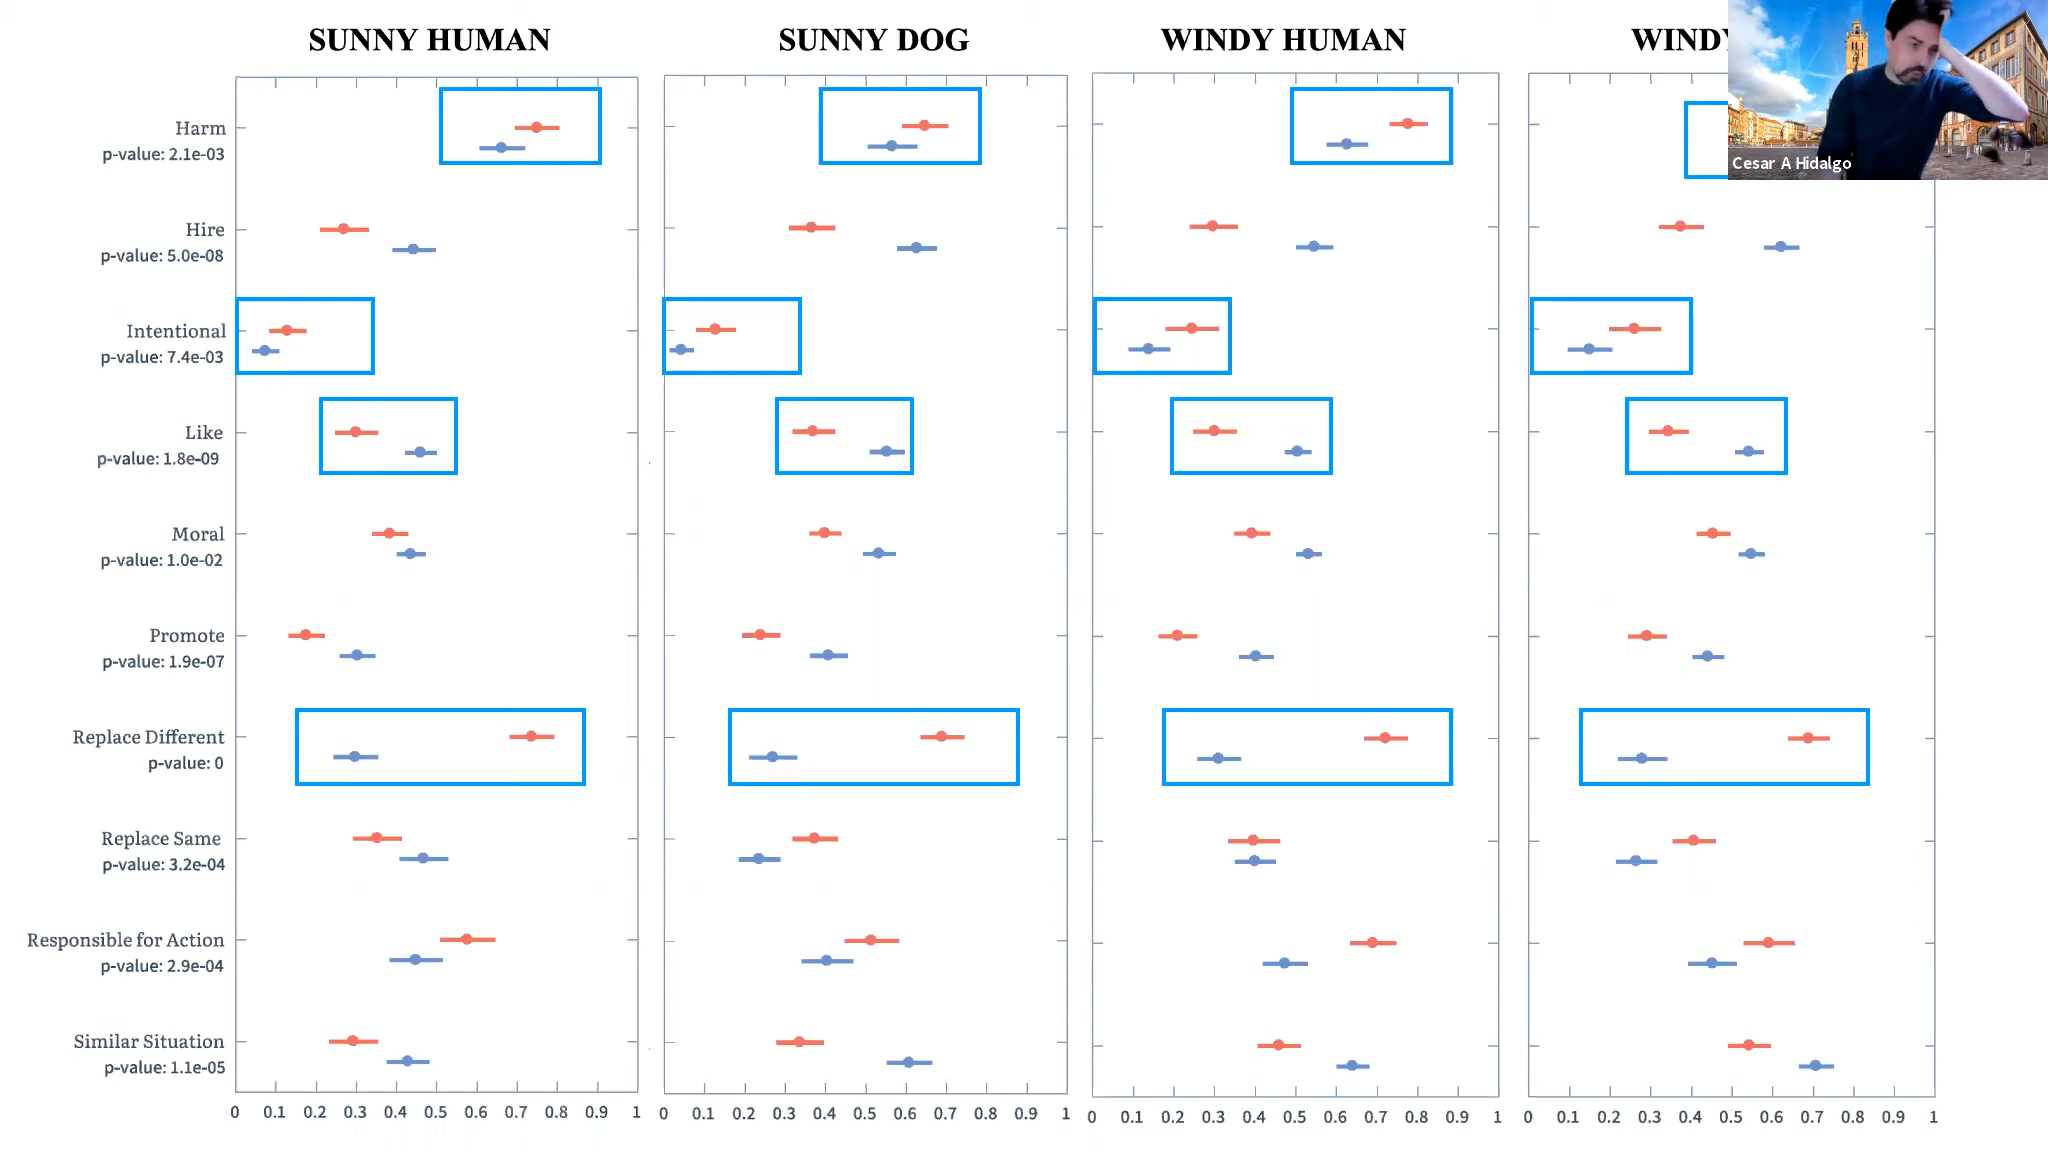 SUNNY HUMAN
SUNNY DOG
WINDY HUMAN
WINDY
Cesar A Hidalgo
Harm
p-value: 2.1e-03
Hire
p-value: 5.0e-08
Intentional
p-value: 7.4e-03
Like
p-value: 1.8e-09
Moral
p-value: 1.0e-02
Promote
p-value: 1.9e-07
Replace Different
p-value: 0
Replace Same
p-value: 3.2e-04
Responsible for Action
p-value: 2.9e-04
Similar Situation
p-value: 1.1e-05
0 0.1 0.2 0.3 0.4 0.5 0.6 0.7 0.8 0.9 1
0 0.1 0.2 0.3 0.4 0.5 0.6 0.7 0.8 0.9 1
0 0.1 0.2 0.3 0.4 0.5 0.6 0.7 0.8 0.9 1
0 0.1 0.2 0.3 0.4 0.5 0.6 0.7 0.8 0.9 1